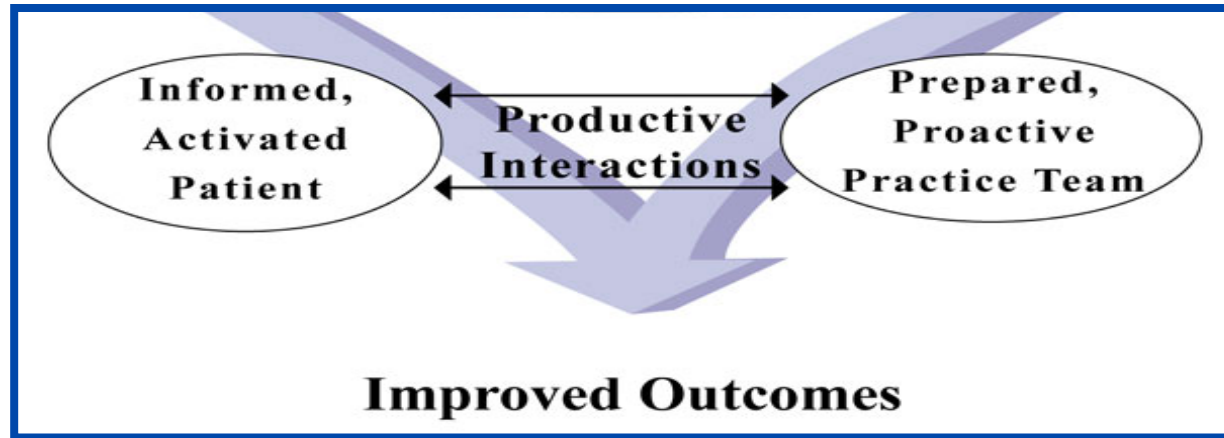 Informed,
Activated
Patient
Productive
Interactions
Prepared,
Proactive
Practice Team
Improved Outcomes